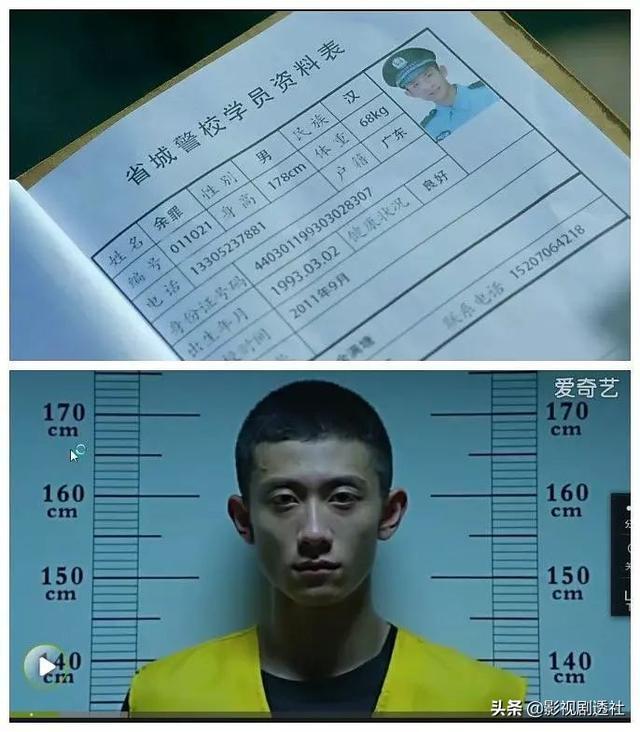 省城警校学员资料表
姓名 余罪 性别 男 民族 汉
编号 011021 身高 178cm 体重 68kg
电话 13305237881 户籍 广东
身份证号码 440301199303028307
出生年月 1993.03.02 健康状况 良好
时间 2011年9月
联系电话 15207064218
爱奇艺
170 170
cm cm
160 160
cm cm
150 150
cm cm
140 140
cm cm
头条 @影视剧透社